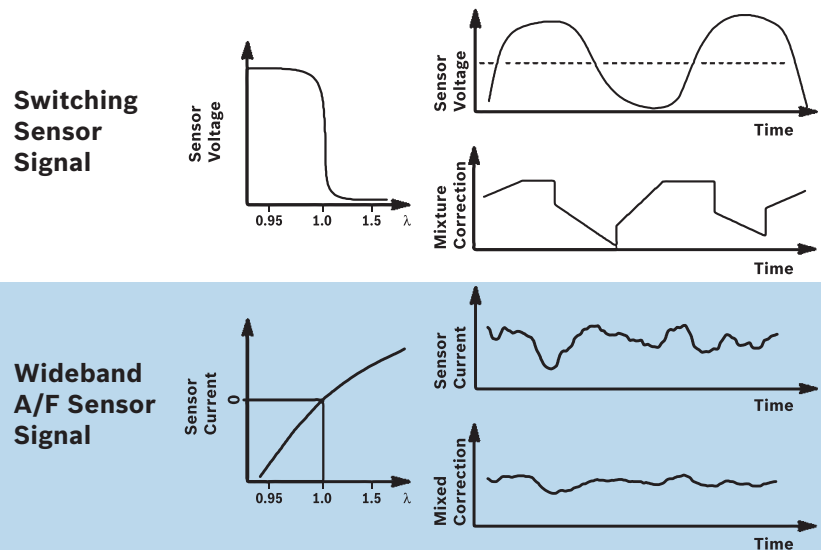 Switching
Sensor
Signal
Sensor
Voltage
0.95 1.0 1.5 λ
Sensor
Voltage
Time
Mixture
Correction
Time
Wideband
A/F Sensor
Signal
Sensor
Current
0
0.95 1.0 1.5 λ
Sensor
Current
Time
Mixed
Correction
Time